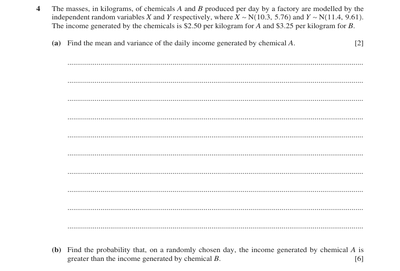 4 The masses, in kilograms, of chemicals A and B produced per day by a factory are modelled by the
independent random variables X and Y respectively, where X ~ N(10.3, 5.76) and Y ~ N(11.4, 9.61).
The income generated by the chemicals is $2.50 per kilogram for A and $3.25 per kilogram for B.
(a) Find the mean and variance of the daily income generated by chemical A. [2]
(b) Find the probability that, on a randomly chosen day, the income generated by chemical A is
greater than the income generated by chemical B. [6]